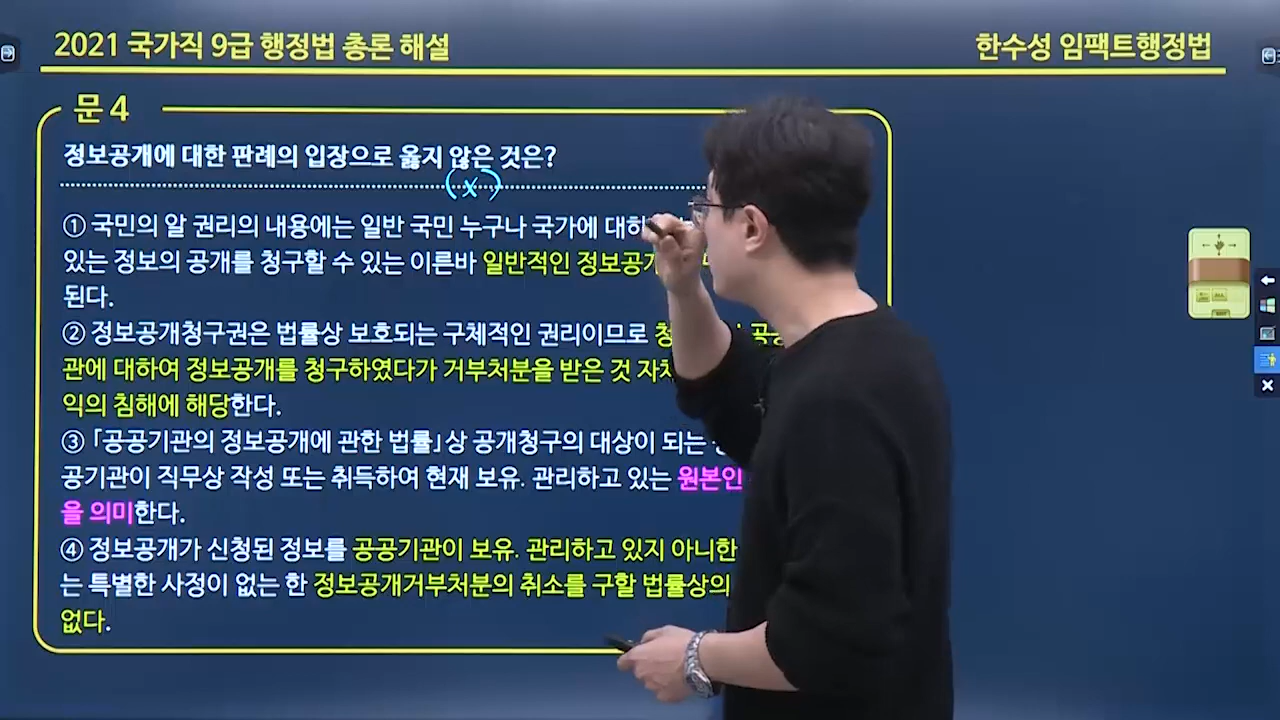 2021 국가직 9급 행정법 총론 해설
한수성 임팩트행정법
문 4
정보공개에 대한 판례의 입장으로 옳지 않은 것은?
(x)
① 국민의 알 권리의 내용에는 일반 국민 누구나 국가에
있는 정보의 공개를 청구할 수 있는 이른바 일반적인
된다.
② 정보공개청구권은 법률상 보호되는 구체적인 권리이므로
관에 대하여 정보공개를 청구하였다가 거부처분을 받은 것
익의 침해에 해당한다.
③ 「공공기관의 정보공개에 관한 법률」상 공개청구의 대상이 되는
공기관이 직무상 작성 또는 취득하여 현재 보유. 관리하고 있는 원본인
을 의미한다.
④ 정보공개가 신청된 정보를 공공기관이 보유. 관리하고 있지 아니한
는 특별한 사정이 없는 한 정보공개거부처분의 취소를 구할 법률상의
없다.